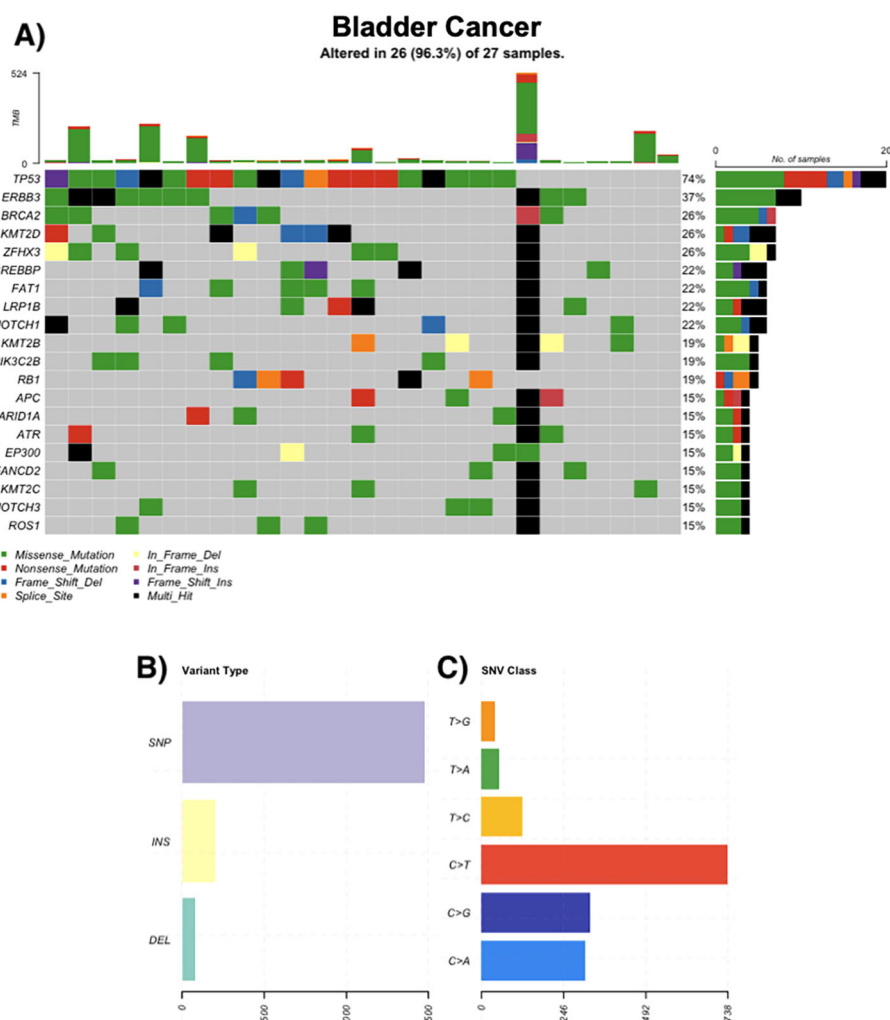 A)
Bladder Cancer
Altered in 26 (96.3%) of 27 samples.
524
TMB
0
0
20
No. of samples
TP53 74%
ERBB3 37%
BRCA2 26%
KMT2D 26%
ZFHX3 26%
REBBP 22%
FAT1 22%
LRP1B 22%
OTCH1 22%
KMT2B 19%
IK3C2B 19%
RB1 19%
APC 15%
ARID1A 15%
ATR 15%
EP300 15%
ANCD2 15%
KMT2C 15%
OTCH3 15%
ROS1 15%
Missense_Mutation In_Frame_Del
Nonsense_Mutation In_Frame_Ins
Frame_Shift_Del Frame_Shift_Ins
Splice_Site Multi_Hit
B) Variant Type
SNP
INS
DEL
0
500
000
500
C) SNV Class
T>G
T>A
T>C
C>T
C>G
C>A
0
246
492
738